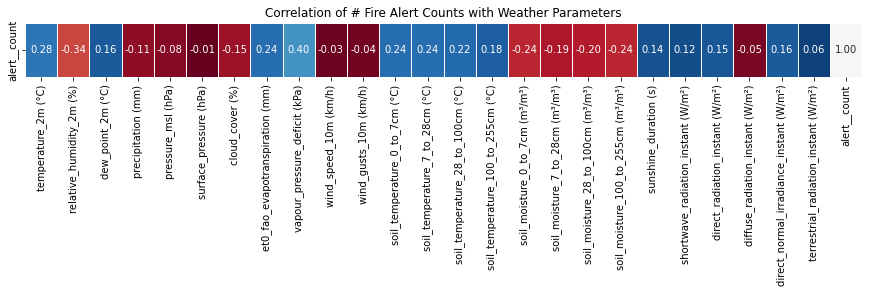 Correlation of # Fire Alert Counts with Weather Parameters
alert__count
0.28 -0.34 0.16 -0.11 -0.08 -0.01 -0.15 0.24 0.40 -0.03 -0.04 0.24 0.24 0.22 0.18 -0.24 -0.19 -0.20 -0.24 0.14 0.12 0.15 -0.05 0.16 0.06 1.00
temperature_2m (°C)
relative_humidity_2m (%)
dew_point_2m (°C)
precipitation (mm)
pressure_msl (hPa)
surface_pressure (hPa)
cloud_cover (%)
et0_fao_evapotranspiration (mm)
vapour_pressure_deficit (kPa)
wind_speed_10m (km/h)
wind_gusts_10m (km/h)
soil_temperature_0_to_7cm (°C)
soil_temperature_7_to_28cm (°C)
soil_temperature_28_to_100cm (°C)
soil_temperature_100_to_255cm (°C)
soil_moisture_0_to_7cm (m³/m³)
soil_moisture_7_to_28cm (m³/m³)
soil_moisture_28_to_100cm (m³/m³)
soil_moisture_100_to_255cm (m³/m³)
sunshine_duration (s)
shortwave_radiation_instant (W/m²)
direct_radiation_instant (W/m²)
diffuse_radiation_instant (W/m²)
direct_normal_irradiance_instant (W/m²)
terrestrial_radiation_instant (W/m²)
alert__count